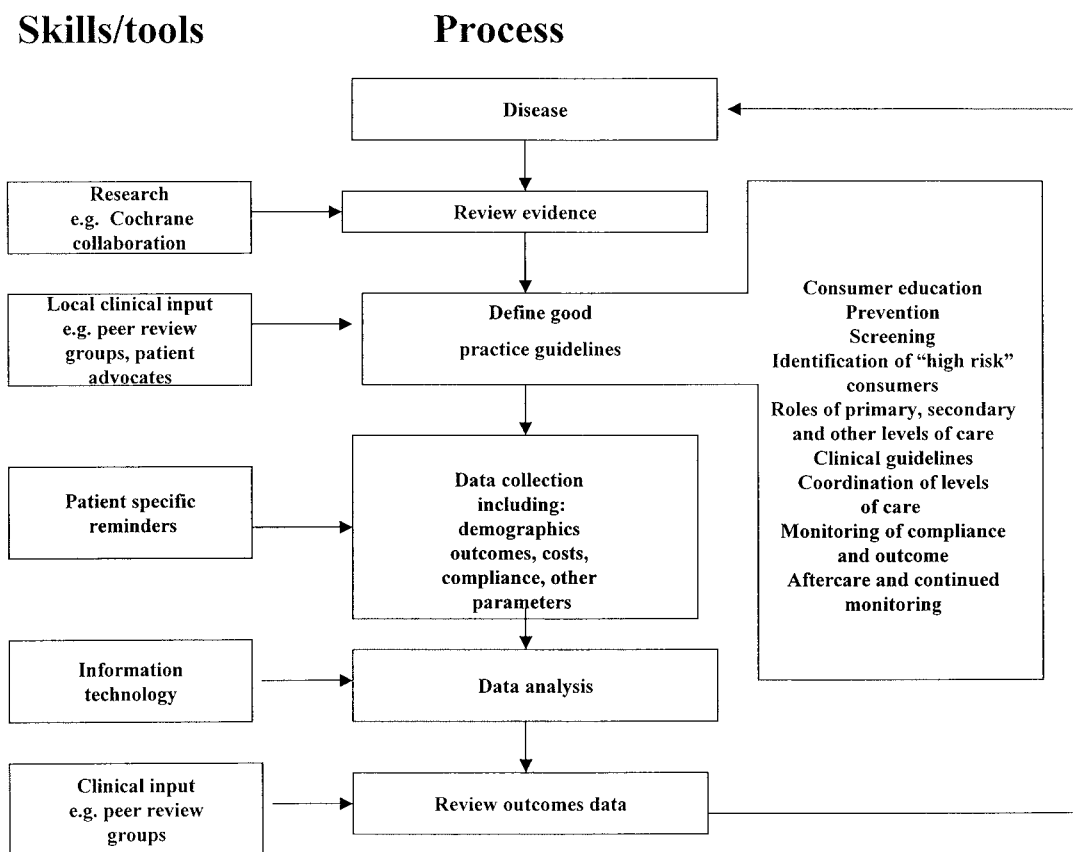 Skills/tools
Process
Disease
Research
e.g. Cochrane
collaboration
Review evidence
Local clinical input
e.g. peer review
groups, patient
advocates
Define good
practice guidelines
Consumer education
Prevention
Screening
Identification of “high risk”
consumers
Roles of primary, secondary
and other levels of care
Clinical guidelines
Coordination of levels
of care
Monitoring of compliance
and outcome
Aftercare and continued
monitoring
Patient specific
reminders
Data collection
including:
demographics
outcomes, costs,
compliance, other
parameters
Information
technology
Data analysis
Clinical input
e.g. peer review
groups
Review outcomes data